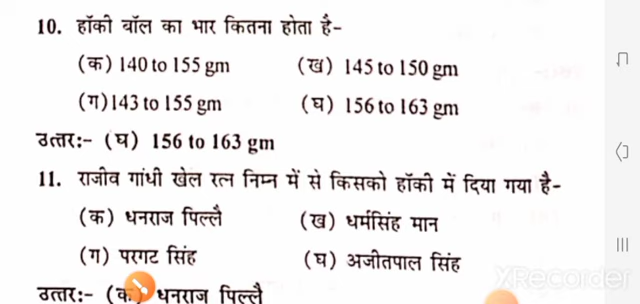 10. हॉकी बॉल का भार कितना होता है-
(क) 140 to 155 gm (ख) 145 to 150 gm
(ग) 143 to 155 gm (घ) 156 to 163 gm
उत्तर:- (घ) 156 to 163 gm
11. राजीव गांधी खेल रत्न निम्न में से किसको हॉकी में दिया गया है-
(क) धनराज पिल्लै (ख) धर्मसिंह मान
(ग) परगट सिंह (घ) अजीतपाल सिंह
उत्तर:- (क) धनराज पिल्लै
XRecorder